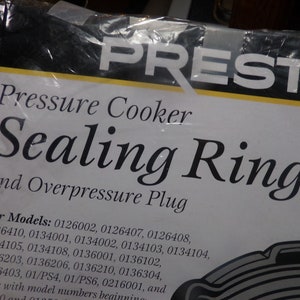 PREST
Pressure Cooker
Sealing Ring
nd Overpressure Plug
r Models: 0126002, 0126407, 0126408,
6410, 0134001, 0134002, 0134103, 0134104,
4105, 0134108, 0136001, 0136102,
6203, 0136206, 0136210, 0136304,
6403, 01/PS4, 01/PS6, 0216001, and
with model numbers beginning